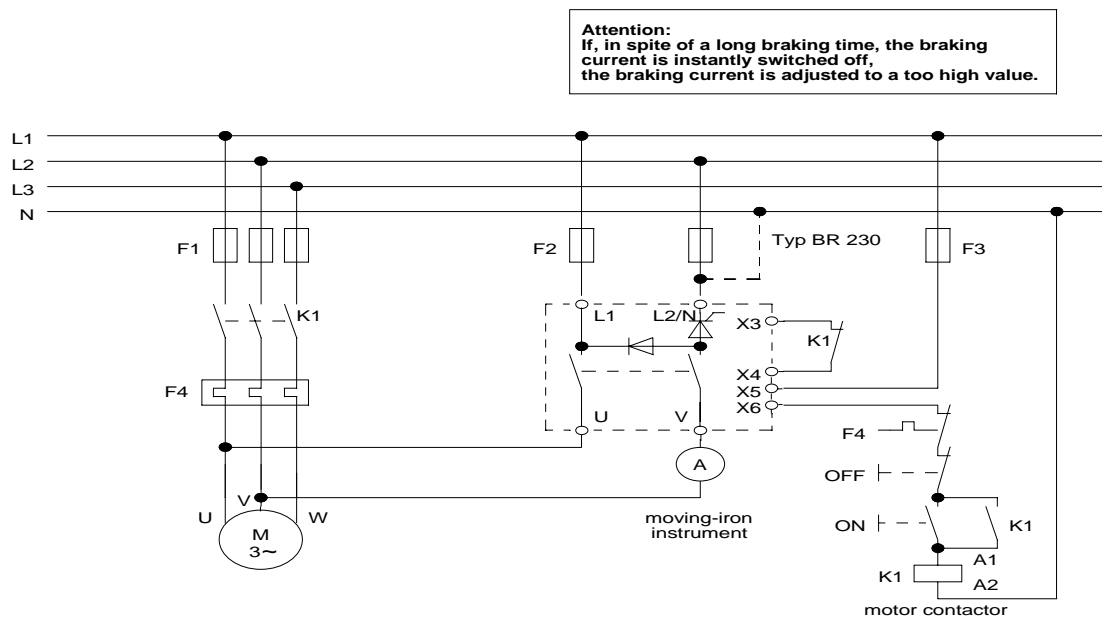 Attention:
If, in spite of a long braking time, the braking
current is instantly switched off,
the braking current is adjusted to a too high value.
L1
L2
L3
N
F1
F2
Typ BR 230
F3
K1
L1
L2/N
X3
K1
X4
X5
X6
F4
U
V
F4
A
OFF
V
U
W
moving-iron
instrument
ON
K1
M
3~
A1
K1
A2
motor contactor